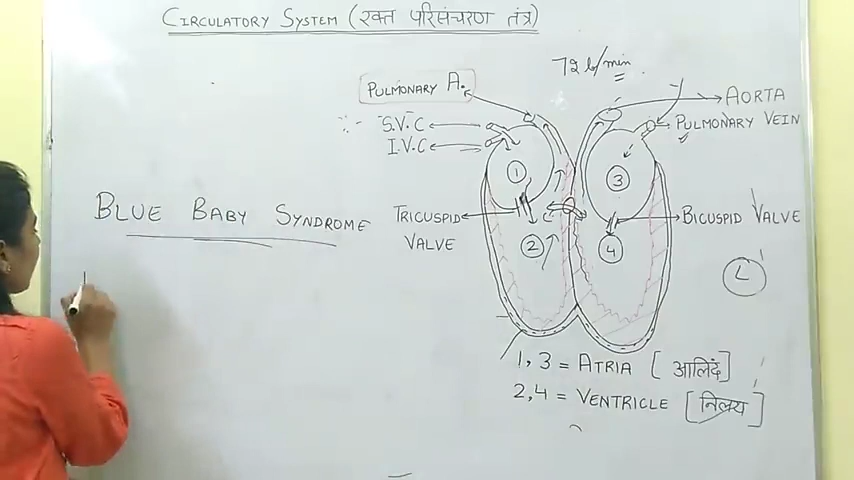 CIRCULATORY SYSTEM (रक्त परिसंचरण तंत्र)
72 b/min
PULMONARY A.
S.V.C
I.V.C
AORTA
PULMONARY VEIN
1
3
BLUE BABY SYNDROME
TRICUSPID
VALVE
BICUSPID VALVE
2
4
L
1,3 = ATRIA [आलिंद]
2,4 = VENTRICLE [निलय]